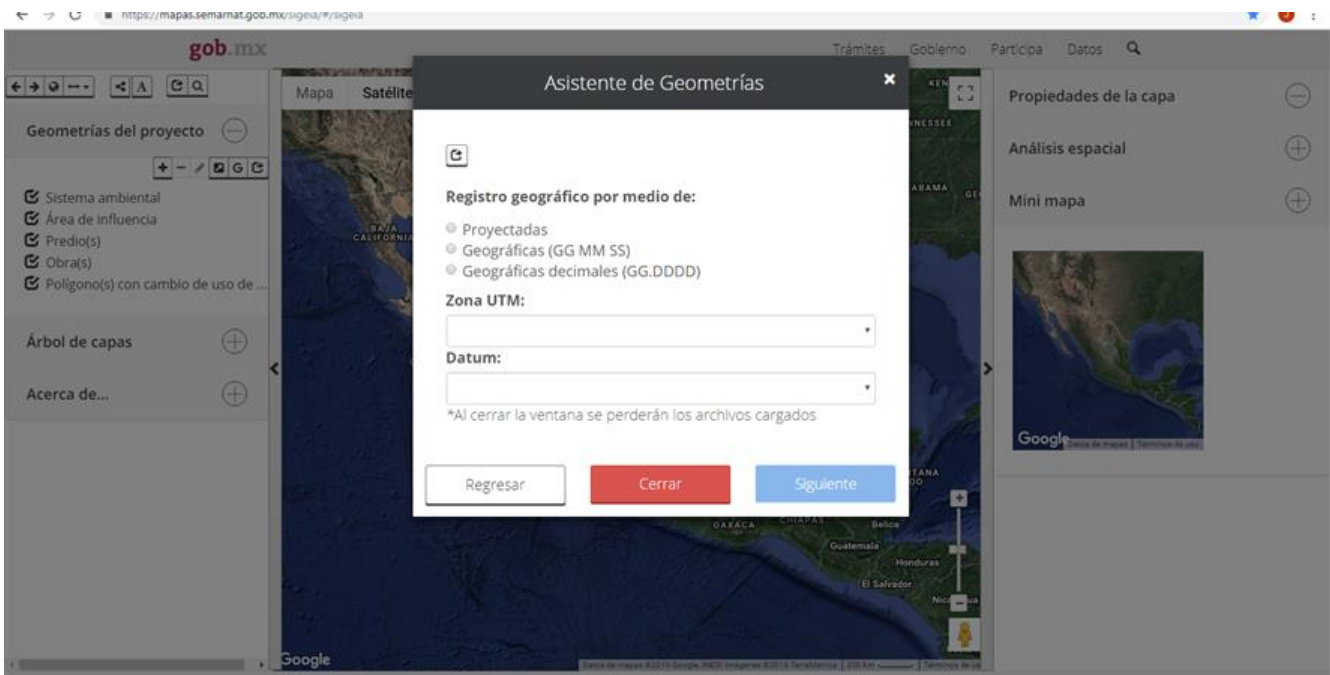 https://mapas.semarnat.gob.mx/sigeia/#/sigeia
gob.mx
Trámites Gobierno Participa Datos
Geometrías del proyecto
Sistema ambiental
Área de influencia
Predio(s)
Obra(s)
Polígono(s) con cambio de uso de ...
Árbol de capas
Acerca de...
Mapa Satélite
BAJA
CALIFORNIA
Asistente de Geometrías
Registro geográfico por medio de:
Proyectadas
Geográficas (GG MM SS)
Geográficas decimales (GG.DDDD)
Zona UTM:
Datum:
*Al cerrar la ventana se perderán los archivos cargados
Regresar Cerrar Siguiente
OAXACA CHIAPAS Belice
Guatemala
Honduras
El Salvador
Google
Propiedades de la capa
Análisis espacial
Mini mapa
Google